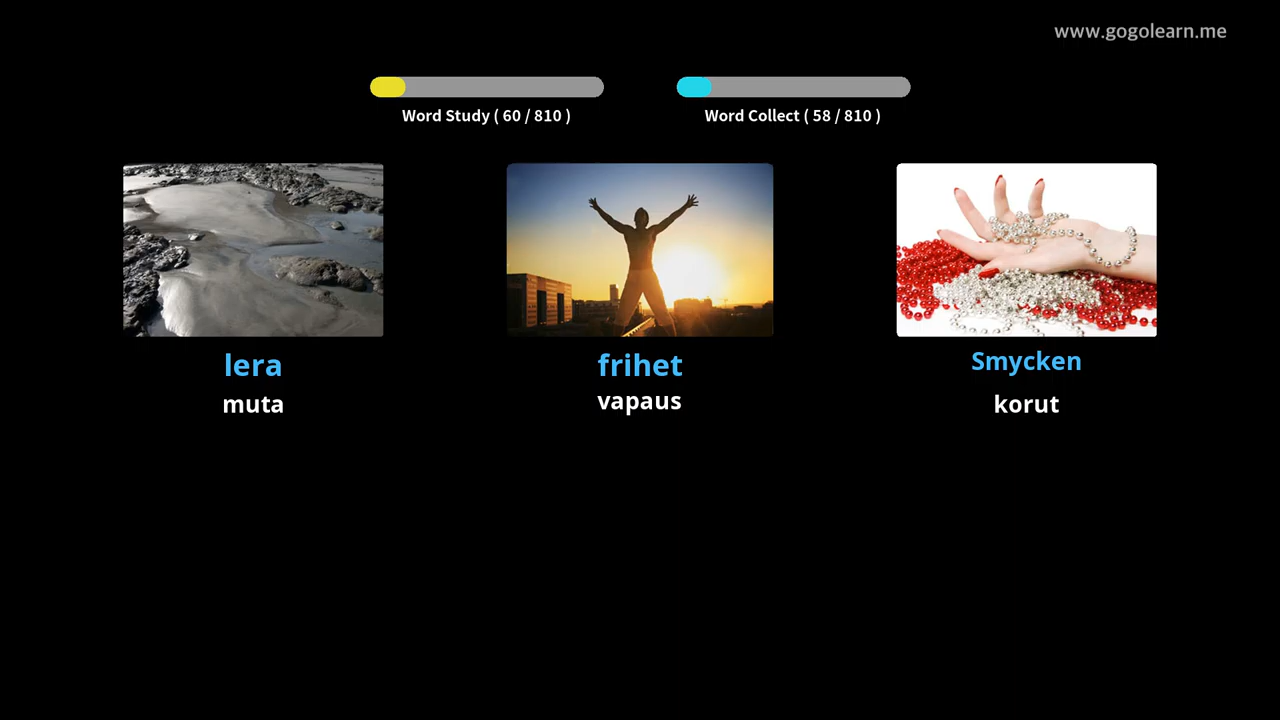 www.gogolearn.me
Word Study ( 60 / 810 )
Word Collect ( 58 / 810 )
lera
frihet
Smycken
muta
vapaus
korut